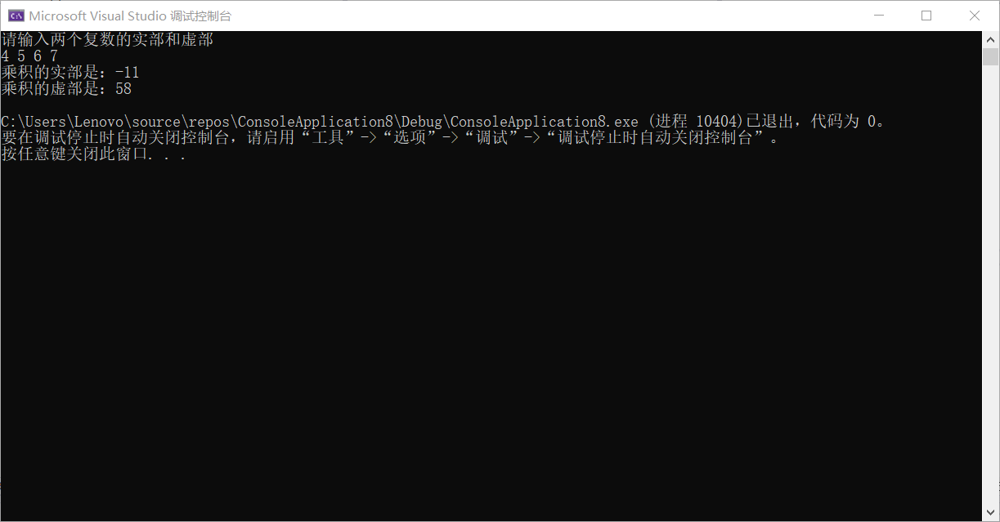 Microsoft Visual Studio 调试控制台
请输入两个复数的实部和虚部
4 5 6 7
乘积的实部是：-11
乘积的虚部是：58
C:\Users\Lenovo\source\repos\ConsoleApplication8\Debug\ConsoleApplication8.exe (进程 10404)已退出，代码为 0。
要在调试停止时自动关闭控制台，请启用“工具”->“选项”->“调试”->“调试停止时自动关闭控制台”。
按任意键关闭此窗口. . .